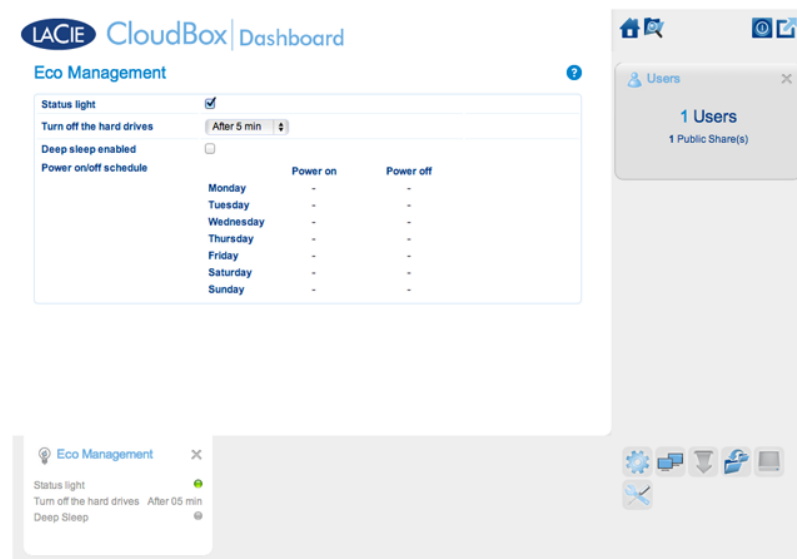 LACIE CloudBox Dashboard
Eco Management ?
Status light
Turn off the hard drives After 5 min
Deep sleep enabled
Power on/off schedule
Power on Power off
Monday - -
Tuesday - -
Wednesday - -
Thursday - -
Friday - -
Saturday - -
Sunday - -
Users
1 Users
1 Public Share(s)
Eco Management
Status light
Turn off the hard drives After 05 min
Deep Sleep